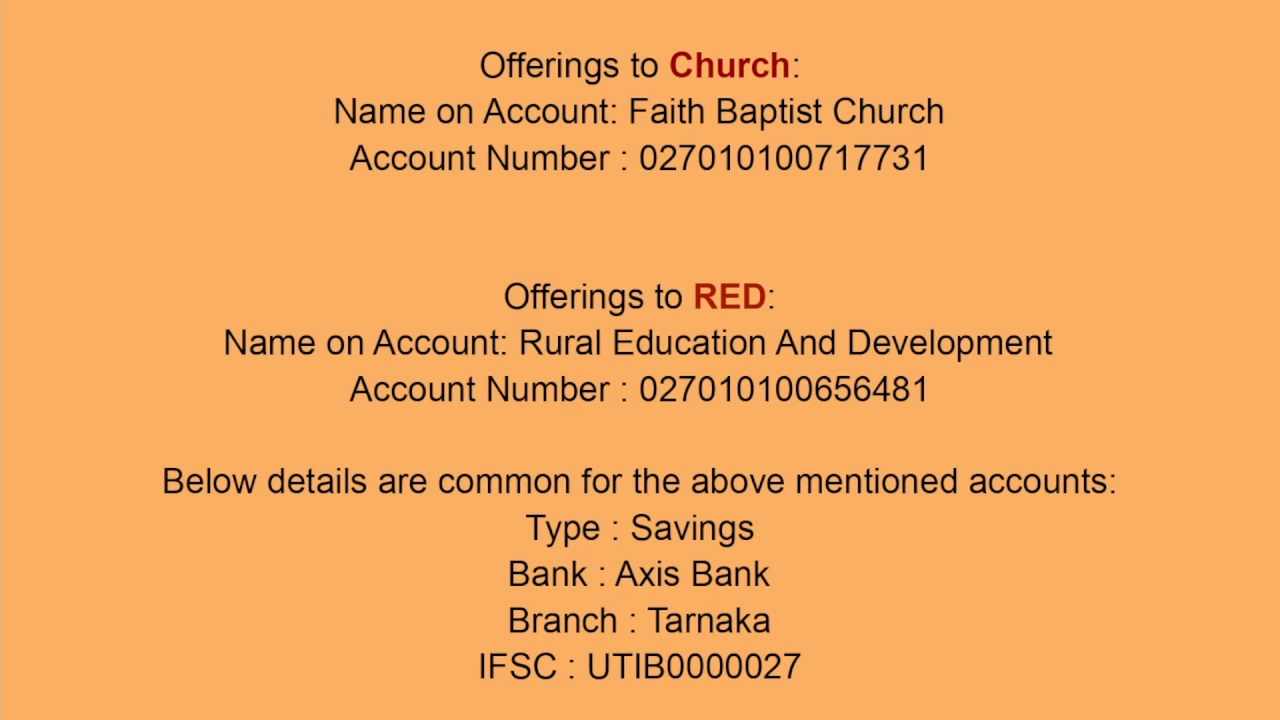 Offerings to Church:
Name on Account: Faith Baptist Church
Account Number : 027010100717731
Offerings to RED:
Name on Account: Rural Education And Development
Account Number : 027010100656481
Below details are common for the above mentioned accounts:
Type : Savings
Bank : Axis Bank
Branch : Tarnaka
IFSC : UTIB0000027